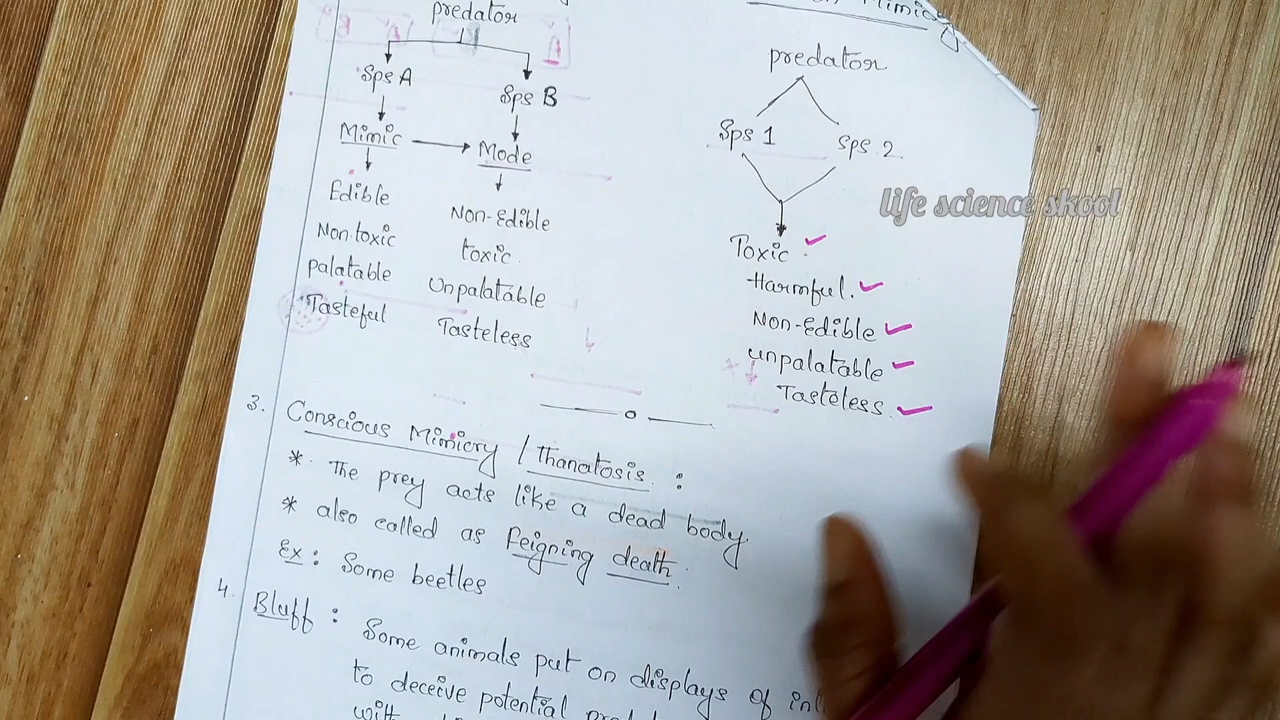 Mimicry
predator
Sps A
Sps B
Mimic
Mode
Edible
Non-Edible
Non toxic
toxic.
palatable
Unpalatable
Tasteful
Tasteless
predator
Sps 1
Sps 2
life science skool
Toxic
Harmful.
Non-Edible
unpalatable
Tasteless.
3. Conscious Mimicry / Thanatosis :
* The prey acts like a dead body.
* also called as Feigning death.
Ex : Some beetles
4. Bluff : Some animals put on displays of
to deceive potential